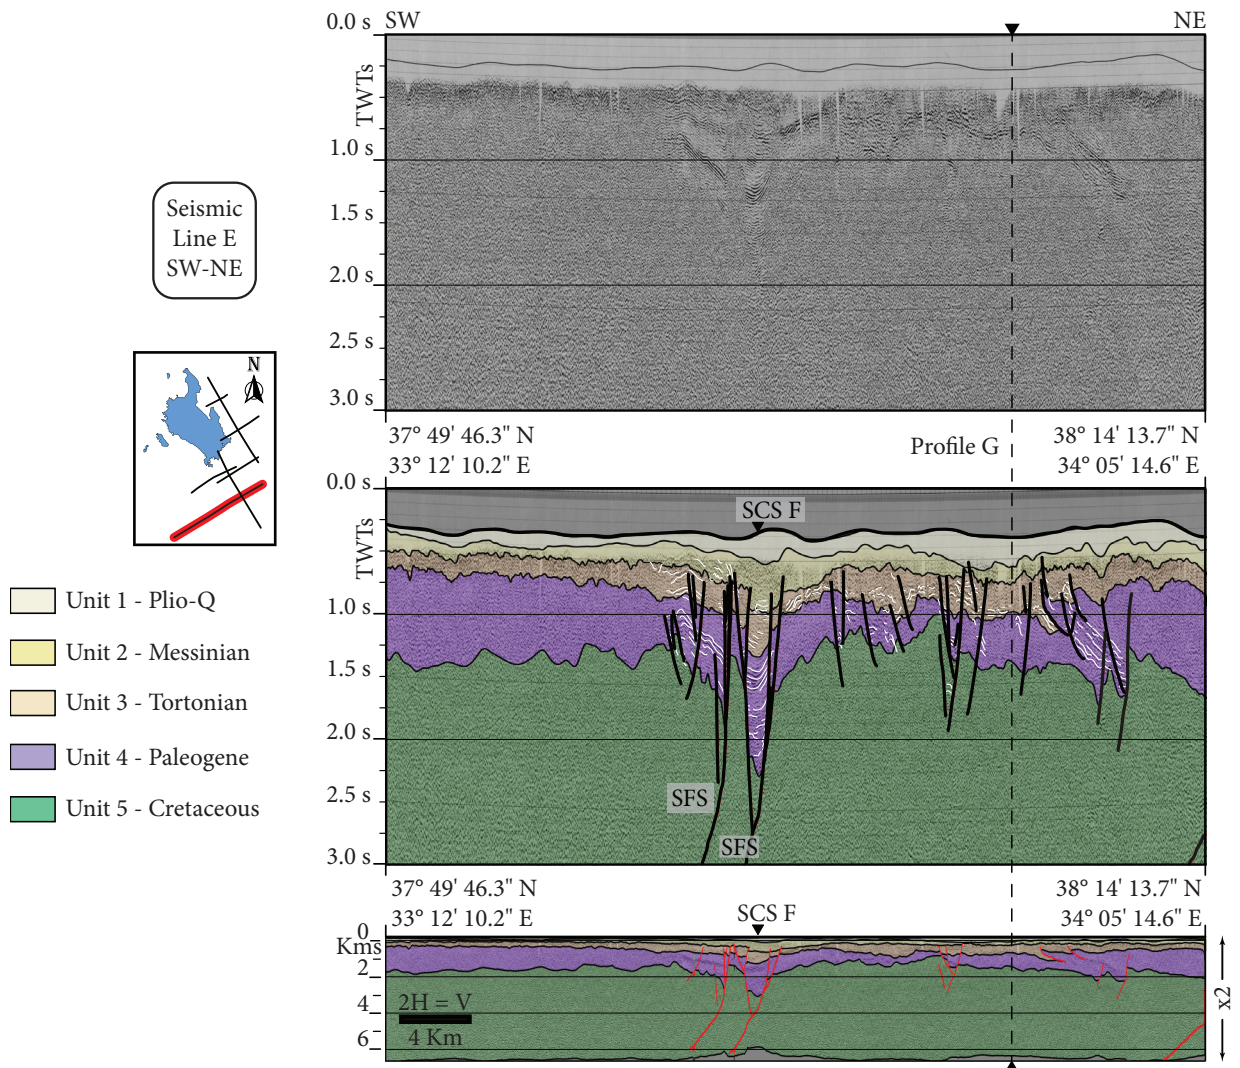 0.0 s
SW
NE
TWTs
1.0 s
1.5 s
2.0 s
2.5 s
3.0 s
Seismic
Line E
SW-NE
N
37° 49' 46.3" N
33° 12' 10.2" E
Profile G
38° 14' 13.7" N
34° 05' 14.6" E
0.0 s
SCS F
TWTs
1.0 s
1.5 s
2.0 s
2.5 s
3.0 s
SFS
SFS
Unit 1 - Plio-Q
Unit 2 - Messinian
Unit 3 - Tortonian
Unit 4 - Paleogene
Unit 5 - Cretaceous
37° 49' 46.3" N
33° 12' 10.2" E
SCS F
38° 14' 13.7" N
34° 05' 14.6" E
0
Kms
2
4
6
2H = V
4 Km
x2